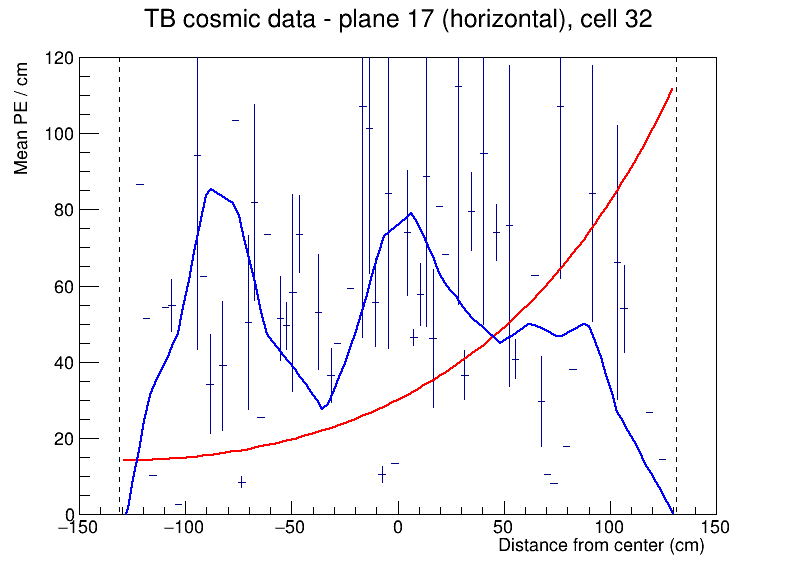 TB cosmic data - plane 17 (horizontal), cell 32
Mean PE / cm
120
100
80
60
40
20
0
−150 −100 −50 0 50 100 150
Distance from center (cm)